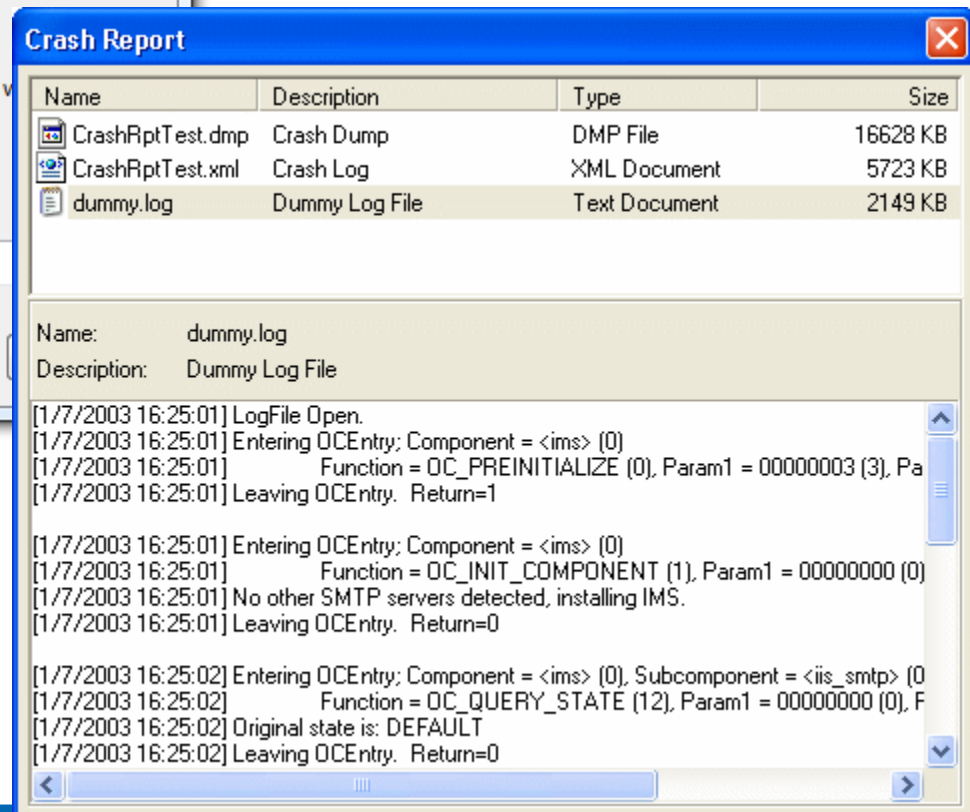 Crash Report
Name Description Type Size
CrashRptTest.dmp Crash Dump DMP File 16628 KB
CrashRptTest.xml Crash Log XML Document 5723 KB
dummy.log Dummy Log File Text Document 2149 KB
Name: dummy.log
Description: Dummy Log File
[1/7/2003 16:25:01] LogFile Open.
[1/7/2003 16:25:01] Entering OCEntry; Component = <ims> (0)
[1/7/2003 16:25:01] Function = OC_PREINITIALIZE (0), Param1 = 00000003 (3), Pa
[1/7/2003 16:25:01] Leaving OCEntry. Return=1
[1/7/2003 16:25:01] Entering OCEntry; Component = <ims> (0)
[1/7/2003 16:25:01] Function = OC_INIT_COMPONENT (1), Param1 = 00000000 (0)
[1/7/2003 16:25:01] No other SMTP servers detected, installing IMS.
[1/7/2003 16:25:01] Leaving OCEntry. Return=0
[1/7/2003 16:25:02] Entering OCEntry; Component = <ims> (0), Subcomponent = <iis_smtp> (0
[1/7/2003 16:25:02] Function = OC_QUERY_STATE (12), Param1 = 00000000 (0), F
[1/7/2003 16:25:02] Original state is: DEFAULT
[1/7/2003 16:25:02] Leaving OCEntry. Return=0